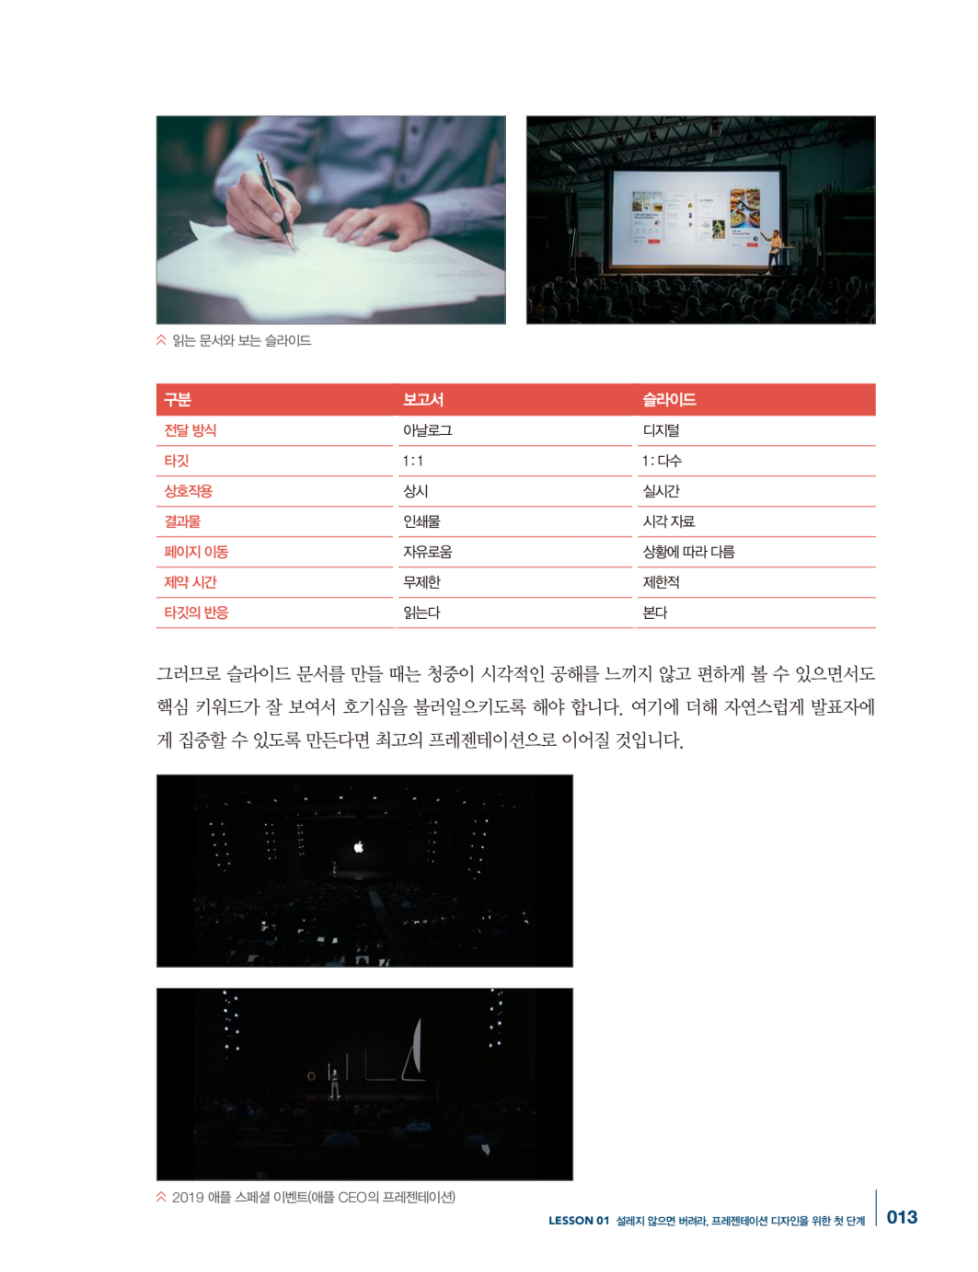 읽는 문서와 보는 슬라이드
구분 보고서 슬라이드
전달 방식 아날로그 디지털
타깃 1:1 1: 다수
상호작용 상시 실시간
결과물 인쇄물 시각 자료
페이지 이동 자유로움 상황에 따라 다름
제약 시간 무제한 제한적
타깃의 반응 읽는다 본다
그러므로 슬라이드 문서를 만들 때는 청중이 시각적인 공해를 느끼지 않고 편하게 볼 수 있으면서도
핵심 키워드가 잘 보여서 호기심을 불러일으키도록 해야 합니다. 여기에 더해 자연스럽게 발표자에
게 집중할 수 있도록 만든다면 최고의 프레젠테이션으로 이어질 것입니다.
2019 애플 스페셜 이벤트(애플 CEO의 프레젠테이션)
LESSON 01 설레지 않으면 버려라, 프레젠테이션 디자인을 위한 첫 단계 013